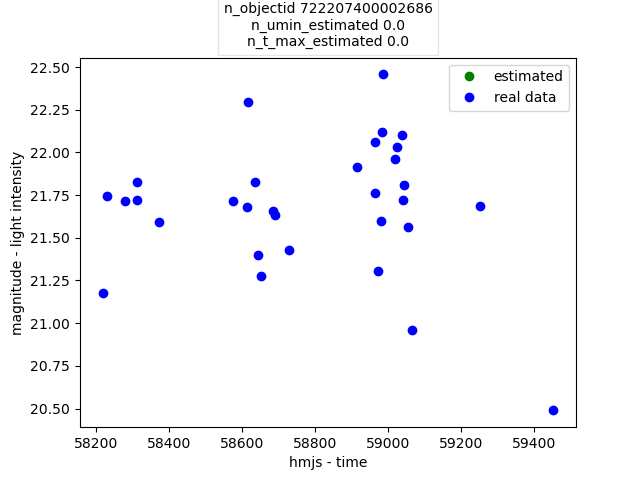 n_objectid 722207400002686
n_umin_estimated 0.0
n_t_max_estimated 0.0
22.50
22.25
22.00
21.75
21.50
21.25
21.00
20.75
20.50
magnitude - light intensity
estimated
real data
58200 58400 58600 58800 59000 59200 59400
hmjs - time